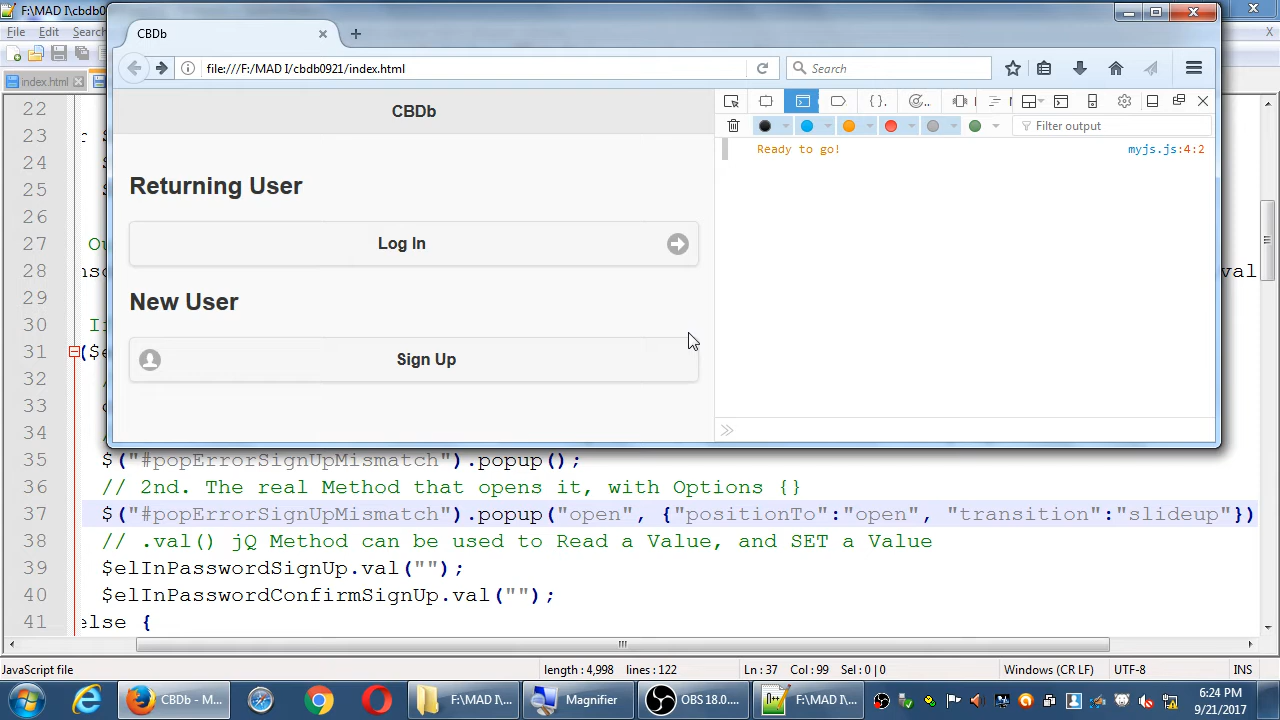 F:\MAD I\cbdb0
File Edit Search
index.html
CBDb
file:///F:/MAD I/cbdb0921/index.html
Search
CBDb
Returning User
Log In
New User
Sign Up
Filter output
Ready to go! myjs.js:4:2
22
23
24 $
25 $
26
27
28 val
29
30
31 ($
32 /
33
34 /
35 $("#popErrorSignUpMismatch").popup();
36 // 2nd. The real Method that opens it, with Options {}
37 $("#popErrorSignUpMismatch").popup("open", {"positionTo":"open", "transition":"slideup"})
38 // .val() jQ Method can be used to Read a Value, and SET a Value
39 $elInPasswordSignUp.val("");
40 $elInPasswordConfirmSignUp.val("");
41 else {
JavaScript file length : 4,998 lines : 122 Ln : 37 Col : 99 Sel : 0 | 0 Windows (CR LF) UTF-8 INS
CBDb - M... F:\MAD I\... Magnifier OBS 18.0.... F:\MAD I\...
6:24 PM
9/21/2017